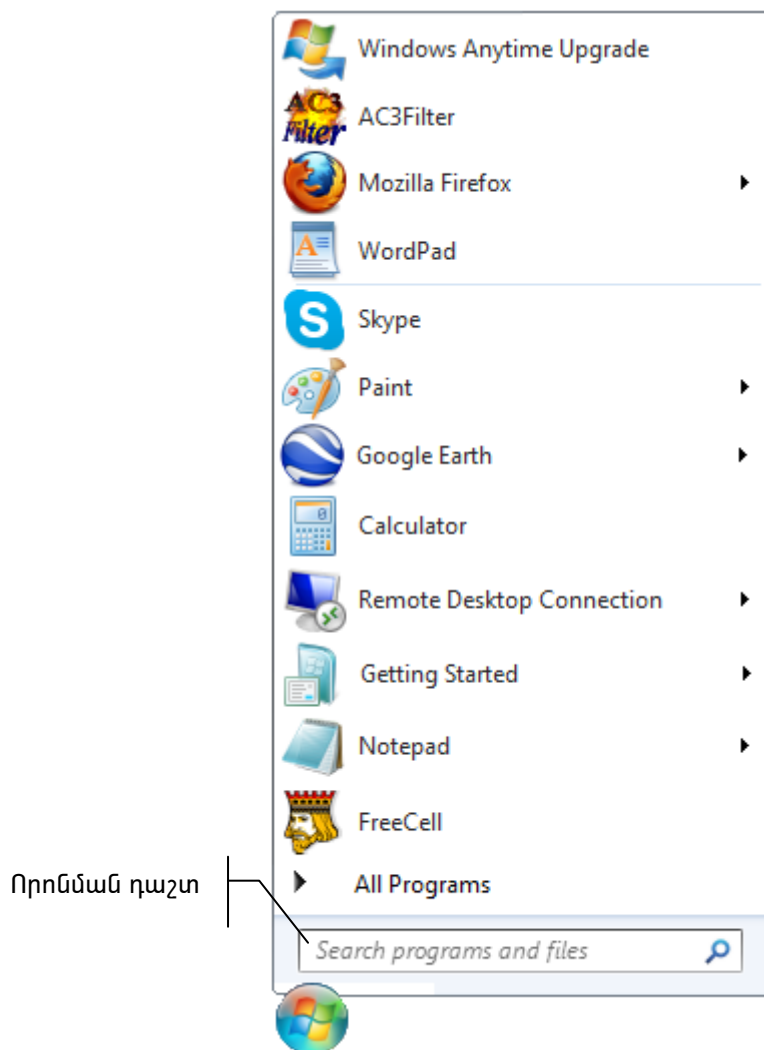 Windows Anytime Upgrade
AC3
Filter
AC3Filter
Mozilla Firefox
WordPad
Skype
Paint
Google Earth
Calculator
Remote Desktop Connection
Getting Started
Notepad
FreeCell
Որոնման դաշտ
All Programs
Search programs and files